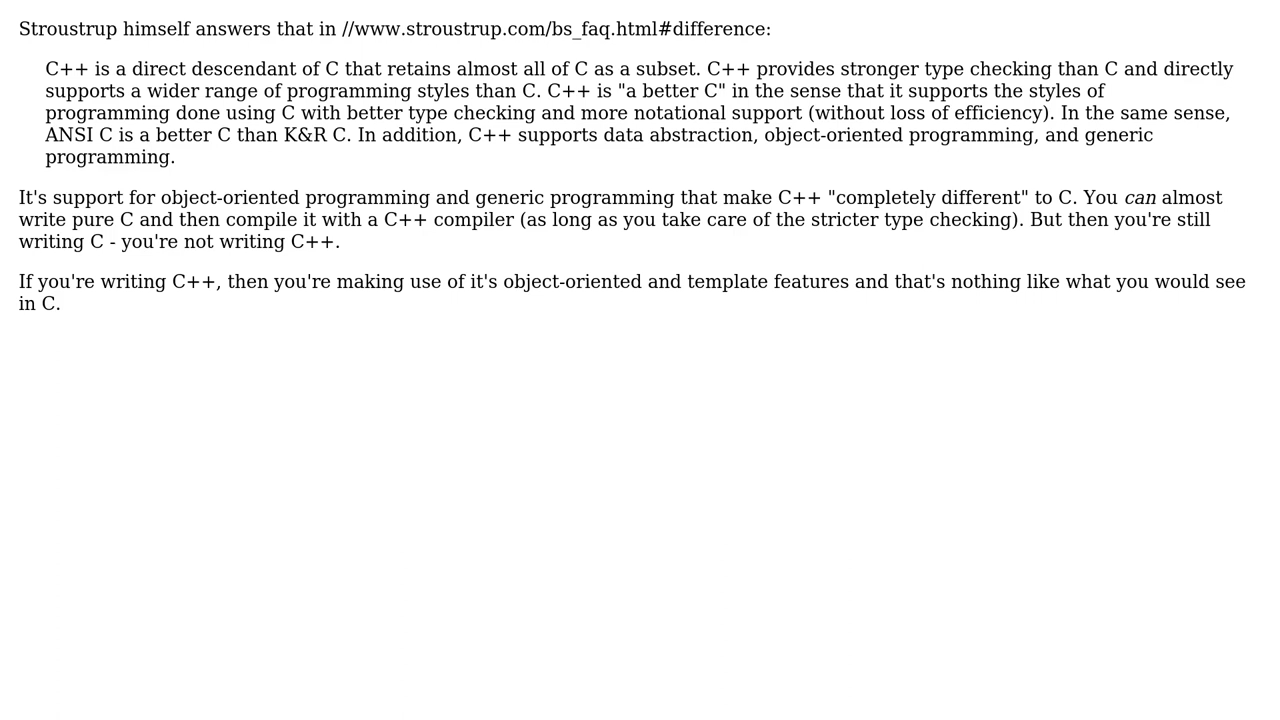 Stroustrup himself answers that in //www.stroustrup.com/bs_faq.html#difference:
C++ is a direct descendant of C that retains almost all of C as a subset. C++ provides stronger type checking than C and directly
supports a wider range of programming styles than C. C++ is "a better C" in the sense that it supports the styles of
programming done using C with better type checking and more notational support (without loss of efficiency). In the same sense,
ANSI C is a better C than K&R C. In addition, C++ supports data abstraction, object-oriented programming, and generic
programming.
It's support for object-oriented programming and generic programming that make C++ "completely different" to C. You can almost
write pure C and then compile it with a C++ compiler (as long as you take care of the stricter type checking). But then you're still
writing C - you're not writing C++.
If you're writing C++, then you're making use of it's object-oriented and template features and that's nothing like what you would see
in C.